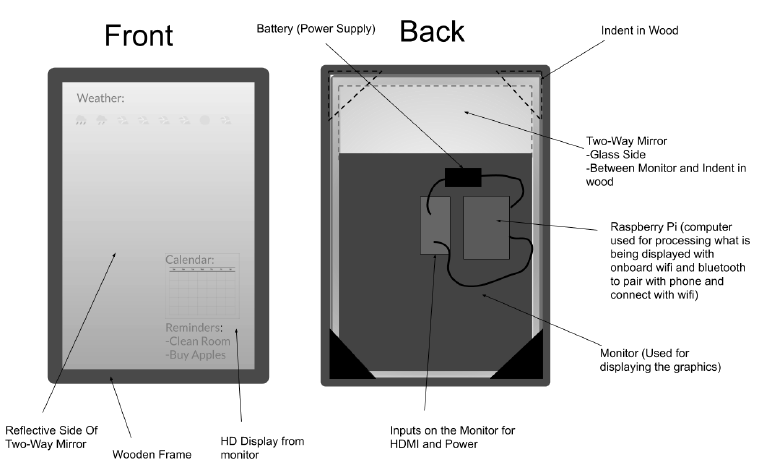 Front
Back
Battery (Power Supply)
Indent in Wood
Weather:
Two-Way Mirror
-Glass Side
-Between Monitor and Indent in
wood
Raspberry Pi (computer
used for processing what is
being displayed with
onboard wifi and bluetooth
to pair with phone and
connect with wifi)
Calendar:
Reminders:
-Clean Room
-Buy Apples
Monitor (Used for
displaying the graphics)
Reflective Side Of
Two-Way Mirror
Wooden Frame
HD Display from
monitor
Inputs on the Monitor for
HDMI and Power